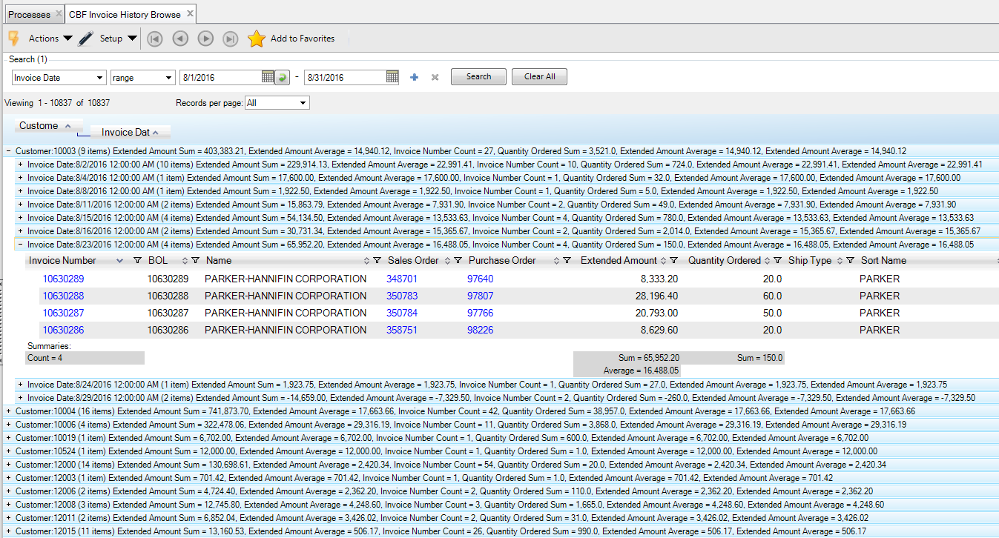 Processes
CBF Invoice History Browse
Actions Setup Add to Favorites
Search (1)
Invoice Date range 8/1/2016 - 8/31/2016 Search Clear All
Viewing 1 - 10837 of 10837 Records per page: All
Custome
Invoice Dat
Customer:10003 (9 items) Extended Amount Sum = 403,383.21, Extended Amount Average = 14,940.12, Invoice Number Count = 27, Quantity Ordered Sum = 3,521.0, Extended Amount Average = 14,940.12, Extended Amount Average = 14,940.12
Invoice Date:8/2/2016 12:00:00 AM (10 items) Extended Amount Sum = 229,914.13, Extended Amount Average = 22,991.41, Invoice Number Count = 10, Quantity Ordered Sum = 724.0, Extended Amount Average = 22,991.41, Extended Amount Average = 22,991.41
Invoice Date:8/4/2016 12:00:00 AM (1 item) Extended Amount Sum = 17,600.00, Extended Amount Average = 17,600.00, Invoice Number Count = 1, Quantity Ordered Sum = 32.0, Extended Amount Average = 17,600.00, Extended Amount Average = 17,600.00
Invoice Date:8/8/2016 12:00:00 AM (1 item) Extended Amount Sum = 1,922.50, Extended Amount Average = 1,922.50, Invoice Number Count = 1, Quantity Ordered Sum = 5.0, Extended Amount Average = 1,922.50, Extended Amount Average = 1,922.50
Invoice Date:8/11/2016 12:00:00 AM (2 items) Extended Amount Sum = 15,863.79, Extended Amount Average = 7,931.90, Invoice Number Count = 2, Quantity Ordered Sum = 49.0, Extended Amount Average = 7,931.90, Extended Amount Average = 7,931.90
Invoice Date:8/15/2016 12:00:00 AM (4 items) Extended Amount Sum = 54,134.50, Extended Amount Average = 13,533.63, Invoice Number Count = 4, Quantity Ordered Sum = 780.0, Extended Amount Average = 13,533.63, Extended Amount Average = 13,533.63
Invoice Date:8/16/2016 12:00:00 AM (2 items) Extended Amount Sum = 30,731.34, Extended Amount Average = 15,365.67, Invoice Number Count = 2, Quantity Ordered Sum = 2,014.0, Extended Amount Average = 15,365.67, Extended Amount Average = 15,365.67
Invoice Date:8/23/2016 12:00:00 AM (4 items) Extended Amount Sum = 65,952.20, Extended Amount Average = 16,488.05, Invoice Number Count = 4, Quantity Ordered Sum = 150.0, Extended Amount Average = 16,488.05, Extended Amount Average = 16,488.05
Invoice Number BOL Name Sales Order Purchase Order Extended Amount Quantity Ordered Ship Type Sort Name
10630289 10630289 PARKER-HANNIFIN CORPORATION 348701 97640 8,333.20 20.0 PARKER
10630288 10630288 PARKER-HANNIFIN CORPORATION 350783 97807 28,196.40 60.0 PARKER
10630287 10630287 PARKER-HANNIFIN CORPORATION 350784 97766 20,793.00 50.0 PARKER
10630286 10630286 PARKER-HANNIFIN CORPORATION 358751 98226 8,629.60 20.0 PARKER
Summaries:
Count = 4 Sum = 65,952.20 Sum = 150.0
Average = 16,488.05
Invoice Date:8/24/2016 12:00:00 AM (1 item) Extended Amount Sum = 1,923.75, Extended Amount Average = 1,923.75, Invoice Number Count = 1, Quantity Ordered Sum = 27.0, Extended Amount Average = 1,923.75, Extended Amount Average = 1,923.75
Invoice Date:8/29/2016 12:00:00 AM (2 items) Extended Amount Sum = -14,659.00, Extended Amount Average = -7,329.50, Invoice Number Count = 2, Quantity Ordered Sum = -260.0, Extended Amount Average = -7,329.50, Extended Amount Average = -7,329.50
Customer:10004 (16 items) Extended Amount Sum = 741,873.70, Extended Amount Average = 17,663.66, Invoice Number Count = 42, Quantity Ordered Sum = 38,957.0, Extended Amount Average = 17,663.66, Extended Amount Average = 17,663.66
Customer:10006 (4 items) Extended Amount Sum = 322,478.06, Extended Amount Average = 29,316.19, Invoice Number Count = 11, Quantity Ordered Sum = 3,868.0, Extended Amount Average = 29,316.19, Extended Amount Average = 29,316.19
Customer:10019 (1 item) Extended Amount Sum = 6,702.00, Extended Amount Average = 6,702.00, Invoice Number Count = 1, Quantity Ordered Sum = 600.0, Extended Amount Average = 6,702.00, Extended Amount Average = 6,702.00
Customer:10524 (1 item) Extended Amount Sum = 12,000.00, Extended Amount Average = 12,000.00, Invoice Number Count = 1, Quantity Ordered Sum = 1.0, Extended Amount Average = 12,000.00, Extended Amount Average = 12,000.00
Customer:12000 (14 items) Extended Amount Sum = 130,698.61, Extended Amount Average = 2,420.34, Invoice Number Count = 54, Quantity Ordered Sum = 20.0, Extended Amount Average = 2,420.34, Extended Amount Average = 2,420.34
Customer:12003 (1 item) Extended Amount Sum = 701.42, Extended Amount Average = 701.42, Invoice Number Count = 1, Quantity Ordered Sum = 1.0, Extended Amount Average = 701.42, Extended Amount Average = 701.42
Customer:12006 (2 items) Extended Amount Sum = 4,724.40, Extended Amount Average = 2,362.20, Invoice Number Count = 2, Quantity Ordered Sum = 110.0, Extended Amount Average = 2,362.20, Extended Amount Average = 2,362.20
Customer:12008 (3 items) Extended Amount Sum = 12,745.80, Extended Amount Average = 4,248.60, Invoice Number Count = 3, Quantity Ordered Sum = 1,665.0, Extended Amount Average = 4,248.60, Extended Amount Average = 4,248.60
Customer:12011 (2 items) Extended Amount Sum = 6,852.04, Extended Amount Average = 3,426.02, Invoice Number Count = 2, Quantity Ordered Sum = 31.0, Extended Amount Average = 3,426.02, Extended Amount Average = 3,426.02
Customer:12015 (11 items) Extended Amount Sum = 13,160.53, Extended Amount Average = 506.17, Invoice Number Count = 26, Quantity Ordered Sum = 990.0, Extended Amount Average = 506.17, Extended Amount Average = 506.17